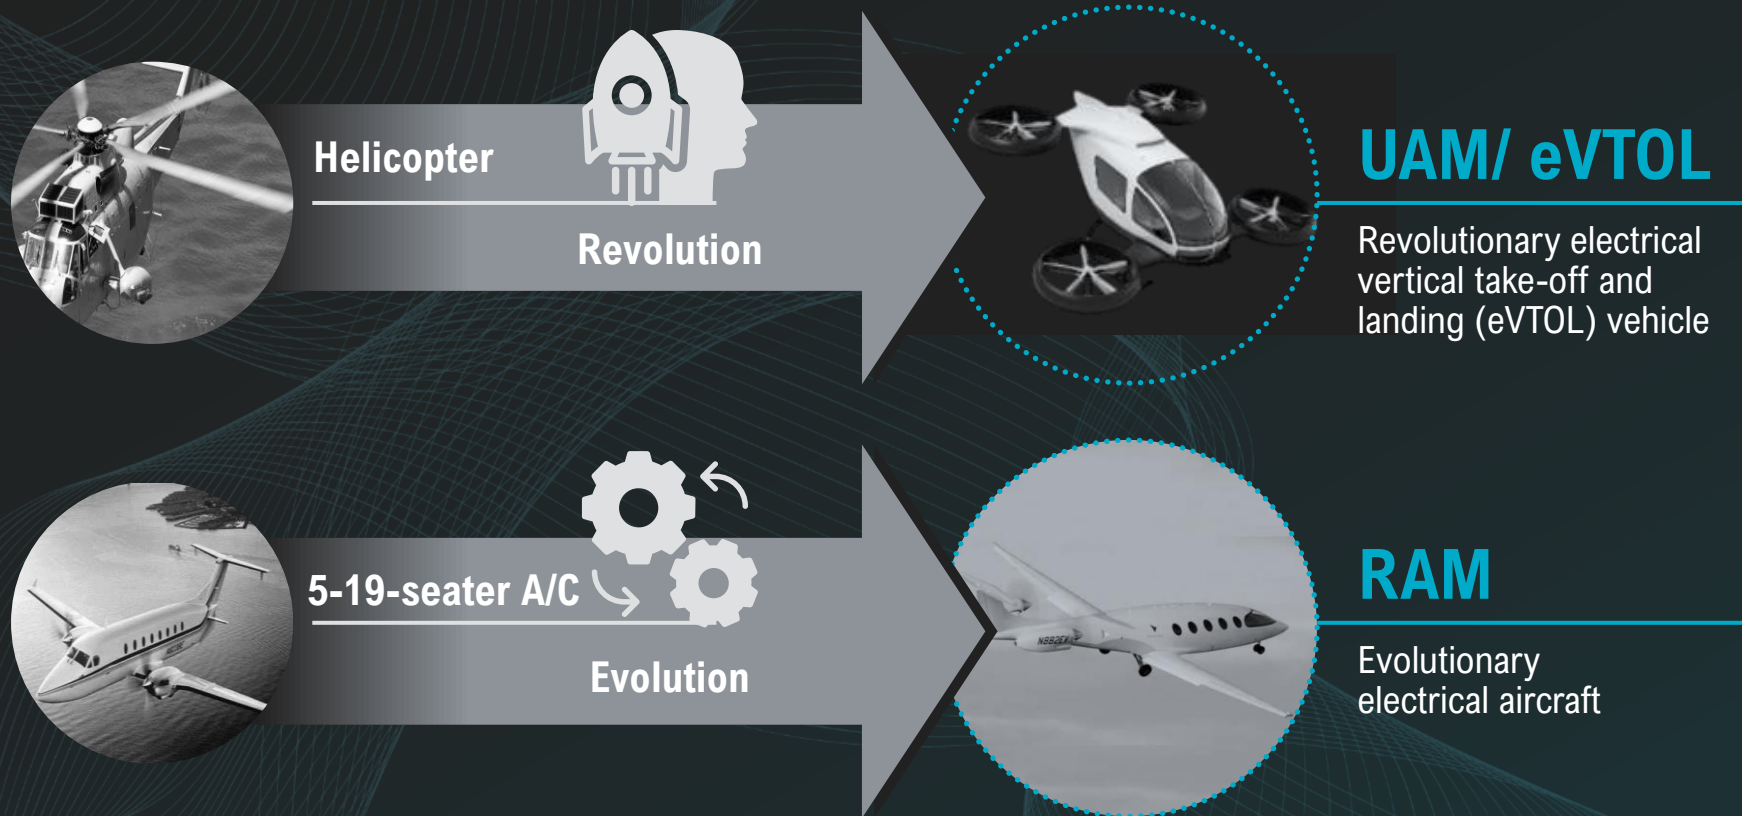 Helicopter
Revolution
UAM/ eVTOL
Revolutionary electrical
vertical take-off and
landing (eVTOL) vehicle
5-19-seater A/C
Evolution
N882EV
RAM
Evolutionary
electrical aircraft